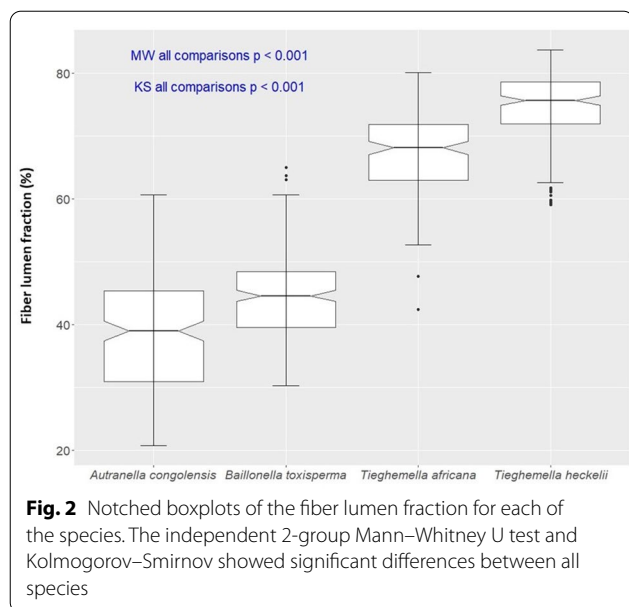 MW all comparisons p < 0.001
KS all comparisons p < 0.001
Fiber lumen fraction (%)
80
60
40
20
Autranella congolensis Baillonella toxisperma Tieghemella africana Tieghemella heckelii
Fig. 2 Notched boxplots of the fiber lumen fraction for each of
the species. The independent 2-group Mann–Whitney U test and
Kolmogorov–Smirnov showed significant differences between all
species